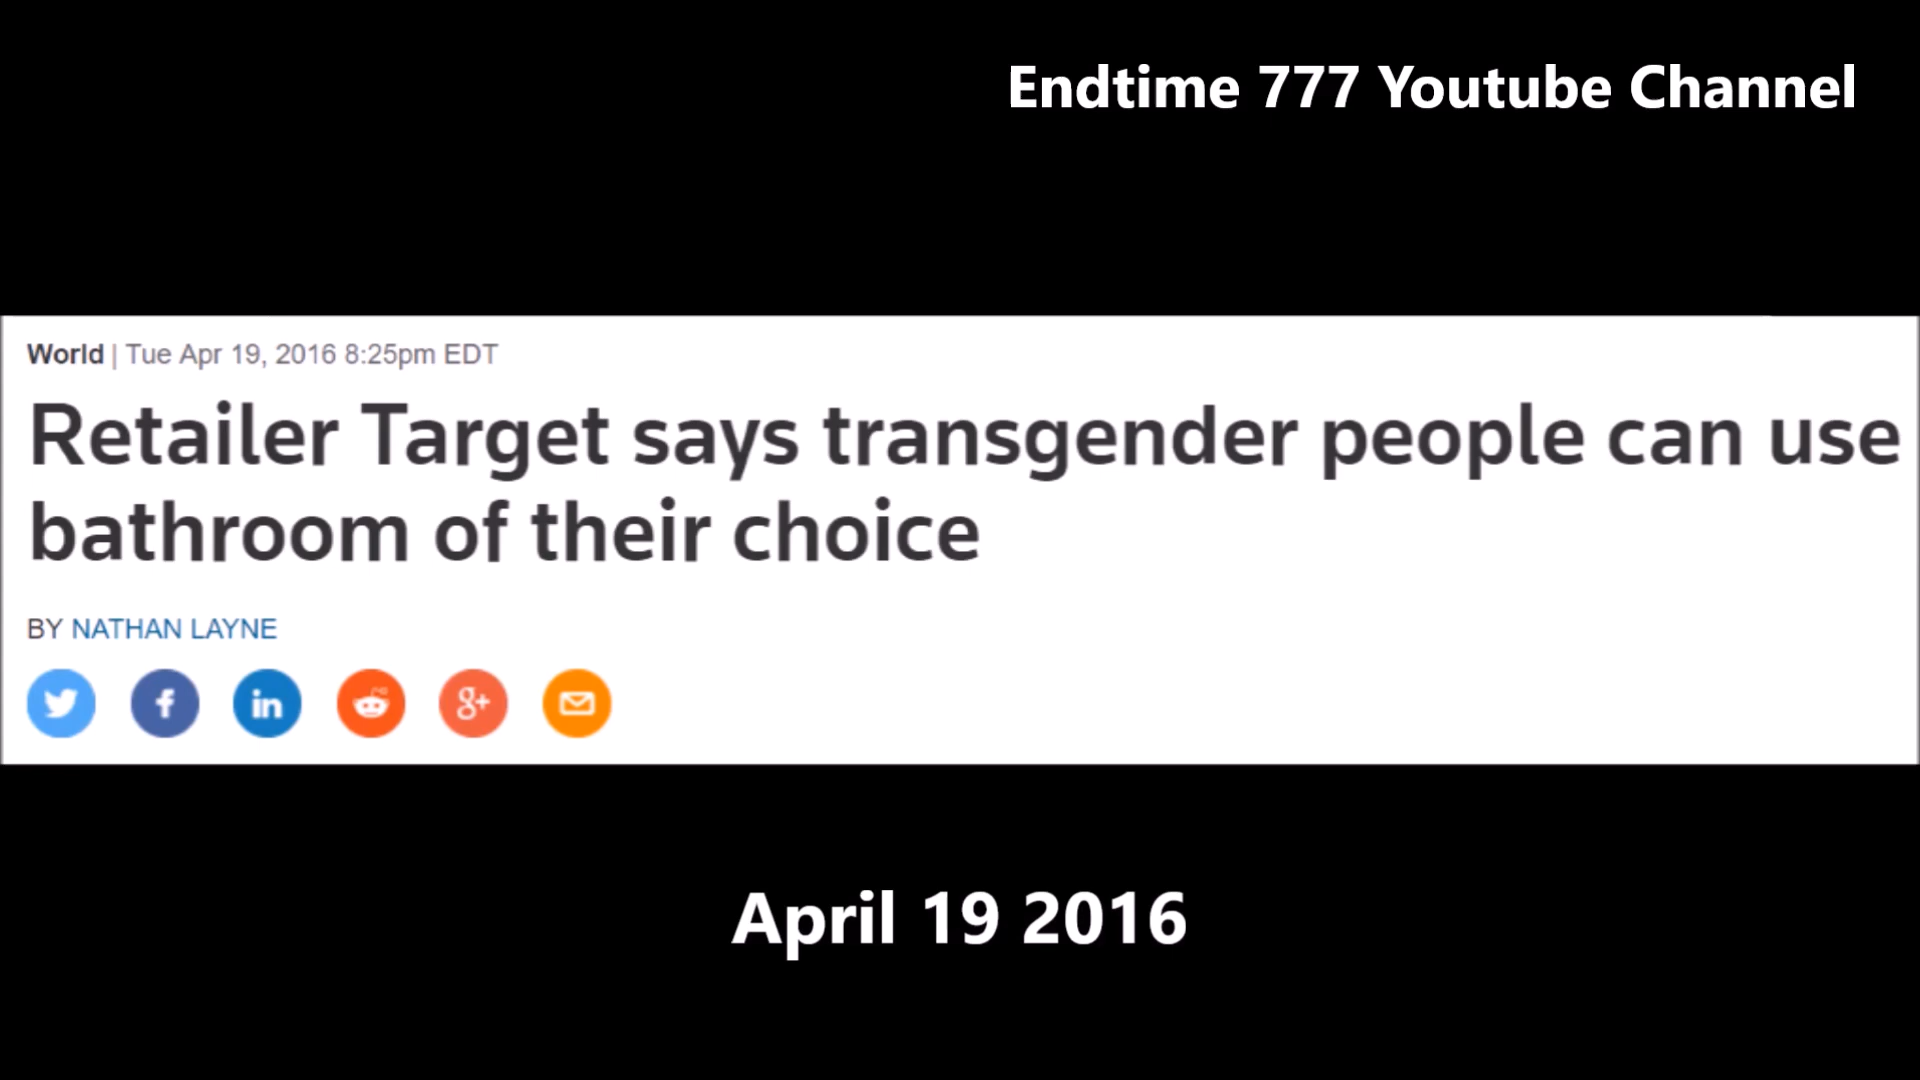 Endtime 777 Youtube Channel
World | Tue Apr 19, 2016 8:25pm EDT
Retailer Target says transgender people can use
bathroom of their choice
BY NATHAN LAYNE
f in g+
April 19 2016